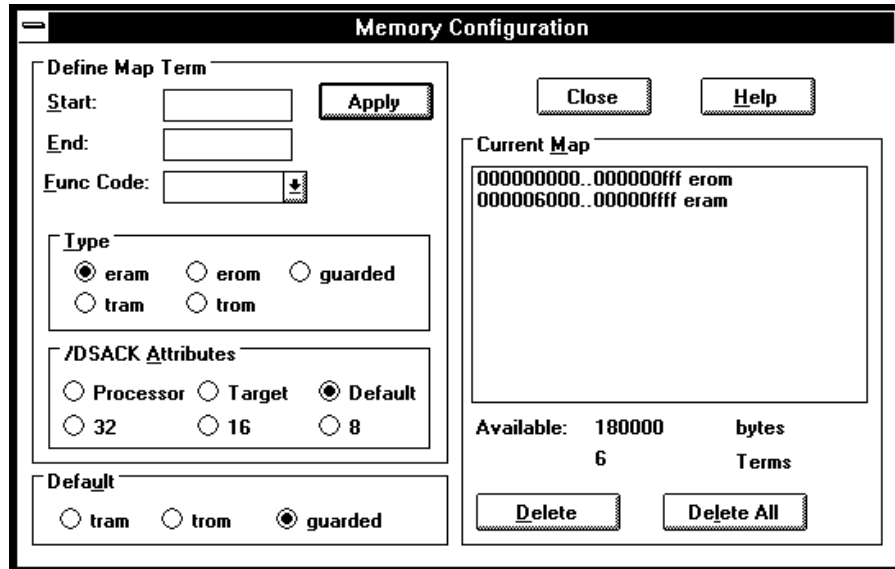 Memory Configuration
Define Map Term
Start:
Apply
End:
Func Code:
Type
eram erom guarded
tram trom
/DSACK Attributes
Processor Target Default
32 16 8
Default
tram trom guarded
Close Help
Current Map
000000000..000000fff erom
000006000..00000ffff eram
Available: 180000 bytes
6 Terms
Delete Delete All